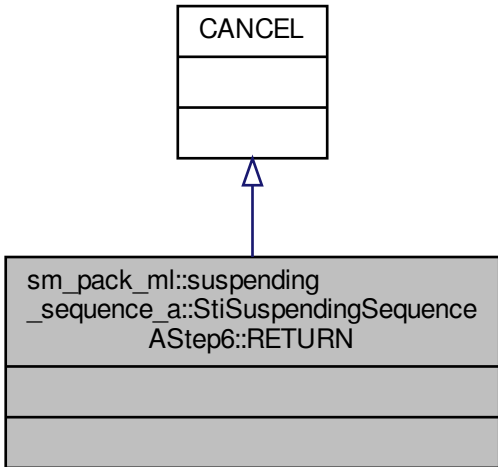 CANCEL
sm_pack_ml::suspending
_sequence_a::StiSuspendingSequence
AStep6::RETURN